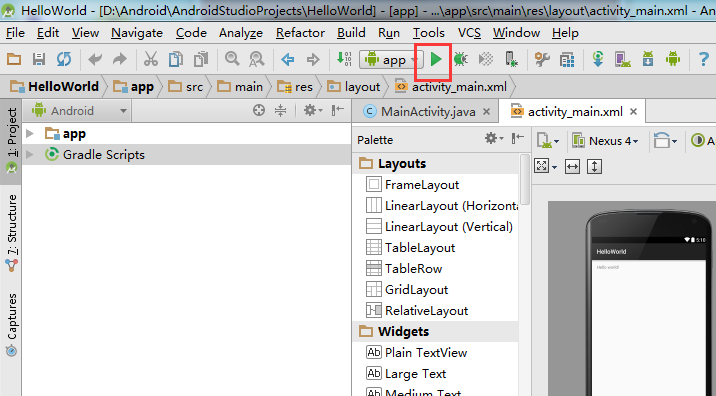 HelloWorld - [D:\Android\AndroidStudioProjects\HelloWorld] - [app] - ...\app\src\main\res\layout\activity_main.xml
File Edit View Navigate Code Analyze Refactor Build Run Tools VCS Window Help
app
HelloWorld app src main res layout activity_main.xml
1: Project
Android
app
Gradle Scripts
7: Structure
Captures
MainActivity.java activity_main.xml
Palette
Nexus 4
Layouts
FrameLayout
LinearLayout (Horizonta
LinearLayout (Vertical)
TableLayout
TableRow
GridLayout
RelativeLayout
Widgets
Ab Plain TextView
Ab Large Text
Ab Medium Text
5:10
HelloWorld
Hello world!